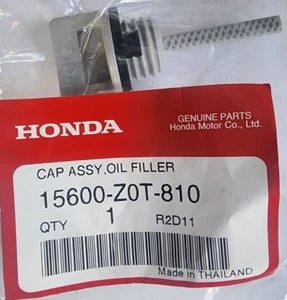 HONDA
GENUINE PARTS
Honda Motor Co., Ltd.
CAP ASSY,OIL FILLER
15600-Z0T-810
QTY 1 R2D11
Made in THAILAND